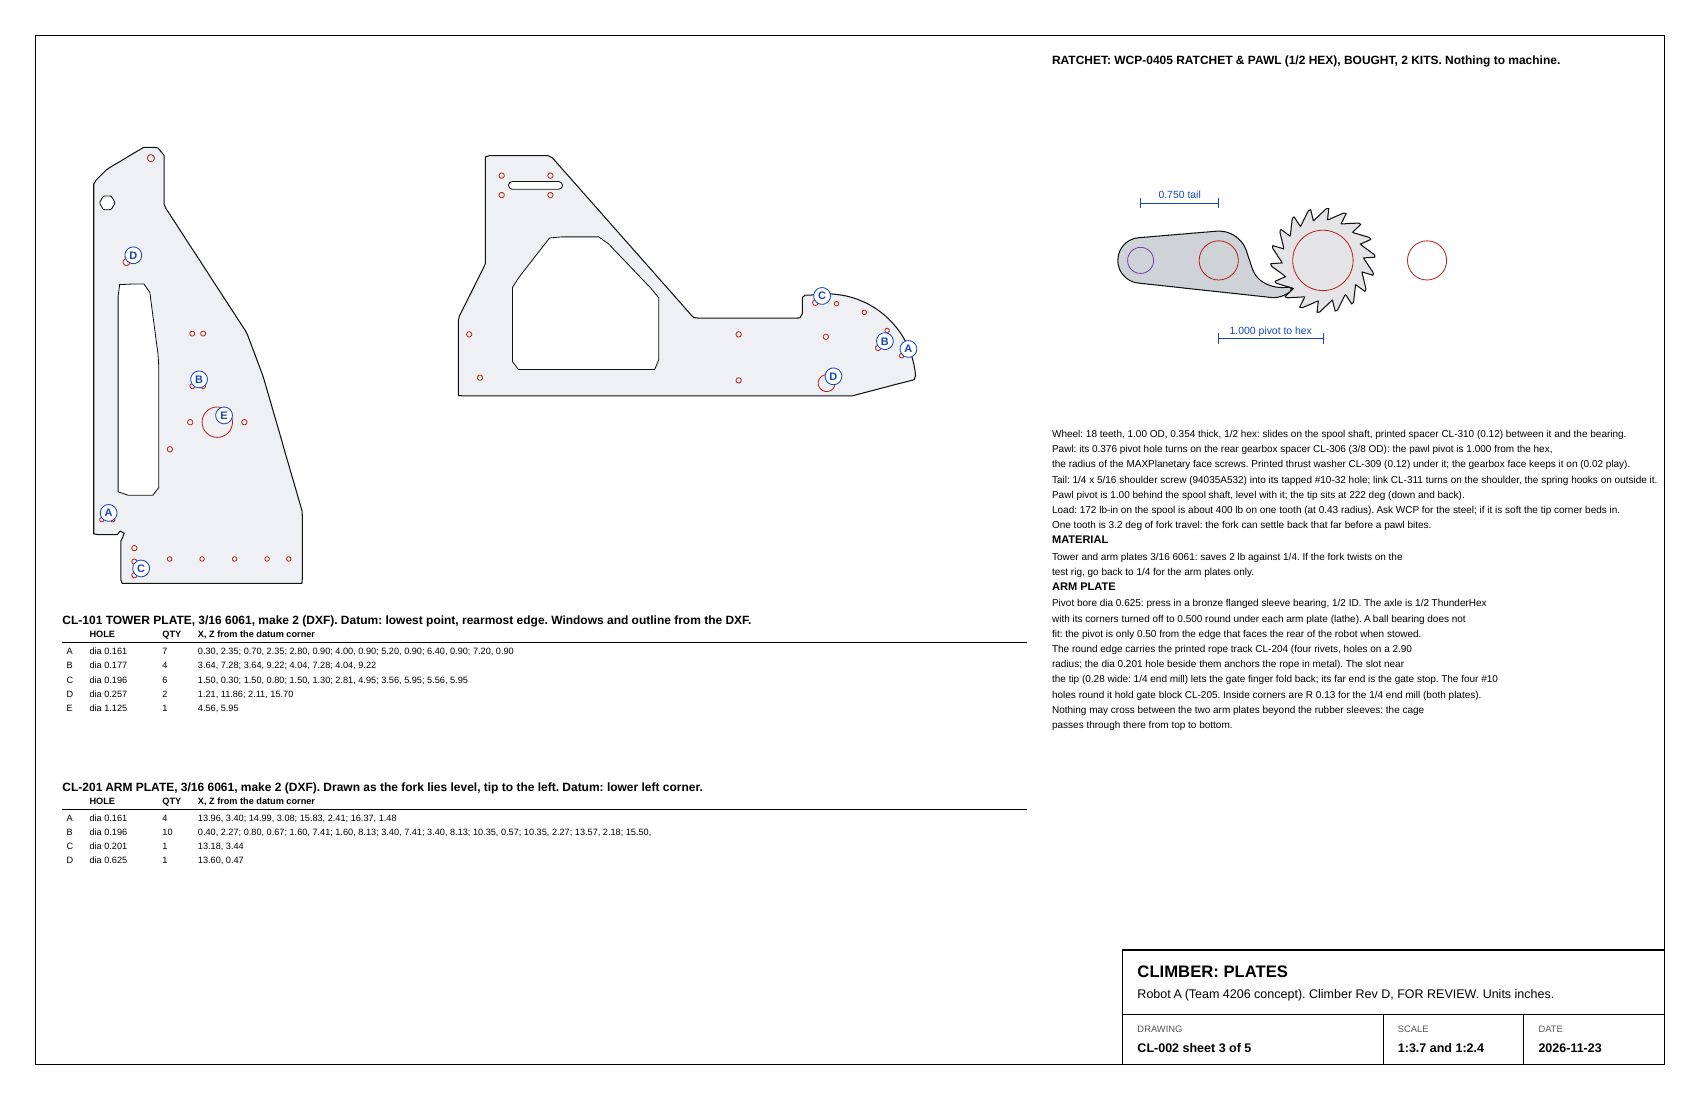 RATCHET: WCP-0405 RATCHET & PAWL (1/2 HEX), BOUGHT, 2 KITS. Nothing to machine.
D
B
E
A
C
C
B
A
D
0.750 tail
1.000 pivot to hex
Wheel: 18 teeth, 1.00 OD, 0.354 thick, 1/2 hex: slides on the spool shaft, printed spacer CL-310 (0.12) between it and the bearing.
Pawl: its 0.376 pivot hole turns on the rear gearbox spacer CL-306 (3/8 OD): the pawl pivot is 1.000 from the hex,
the radius of the MAXPlanetary face screws. Printed thrust washer CL-309 (0.12) under it; the gearbox face keeps it on (0.02 play).
Tail: 1/4 x 5/16 shoulder screw (94035A532) into its tapped #10-32 hole; link CL-311 turns on the shoulder, the spring hooks on outside it.
Pawl pivot is 1.00 behind the spool shaft, level with it; the tip sits at 222 deg (down and back).
Load: 172 lb-in on the spool is about 400 lb on one tooth (at 0.43 radius). Ask WCP for the steel; if it is soft the tip corner beds in.
One tooth is 3.2 deg of fork travel: the fork can settle back that far before a pawl bites.
MATERIAL
Tower and arm plates 3/16 6061: saves 2 lb against 1/4. If the fork twists on the
test rig, go back to 1/4 for the arm plates only.
ARM PLATE
Pivot bore dia 0.625: press in a bronze flanged sleeve bearing, 1/2 ID. The axle is 1/2 ThunderHex
with its corners turned off to 0.500 round under each arm plate (lathe). A ball bearing does not
fit: the pivot is only 0.50 from the edge that faces the rear of the robot when stowed.
The round edge carries the printed rope track CL-204 (four rivets, holes on a 2.90
radius; the dia 0.201 hole beside them anchors the rope in metal). The slot near
the tip (0.28 wide: 1/4 end mill) lets the gate finger fold back; its far end is the gate stop. The four #10
holes round it hold gate block CL-205. Inside corners are R 0.13 for the 1/4 end mill (both plates).
Nothing may cross between the two arm plates beyond the rubber sleeves: the cage
passes through there from top to bottom.
CL-101 TOWER PLATE, 3/16 6061, make 2 (DXF). Datum: lowest point, rearmost edge. Windows and outline from the DXF.
HOLE QTY X, Z from the datum corner
A dia 0.161 7 0.30, 2.35; 0.70, 2.35; 2.80, 0.90; 4.00, 0.90; 5.20, 0.90; 6.40, 0.90; 7.20, 0.90
B dia 0.177 4 3.64, 7.28; 3.64, 9.22; 4.04, 7.28; 4.04, 9.22
C dia 0.196 6 1.50, 0.30; 1.50, 0.80; 1.50, 1.30; 2.81, 4.95; 3.56, 5.95; 5.56, 5.95
D dia 0.257 2 1.21, 11.86; 2.11, 15.70
E dia 1.125 1 4.56, 5.95
CL-201 ARM PLATE, 3/16 6061, make 2 (DXF). Drawn as the fork lies level, tip to the left. Datum: lower left corner.
HOLE QTY X, Z from the datum corner
A dia 0.161 4 13.96, 3.40; 14.99, 3.08; 15.83, 2.41; 16.37, 1.48
B dia 0.196 10 0.40, 2.27; 0.80, 0.67; 1.60, 7.41; 1.60, 8.13; 3.40, 7.41; 3.40, 8.13; 10.35, 0.57; 10.35, 2.27; 13.57, 2.18; 15.50,
C dia 0.201 1 13.18, 3.44
D dia 0.625 1 13.60, 0.47
CLIMBER: PLATES
Robot A (Team 4206 concept). Climber Rev D, FOR REVIEW. Units inches.
DRAWING SCALE DATE
CL-002 sheet 3 of 5 1:3.7 and 1:2.4 2026-11-23